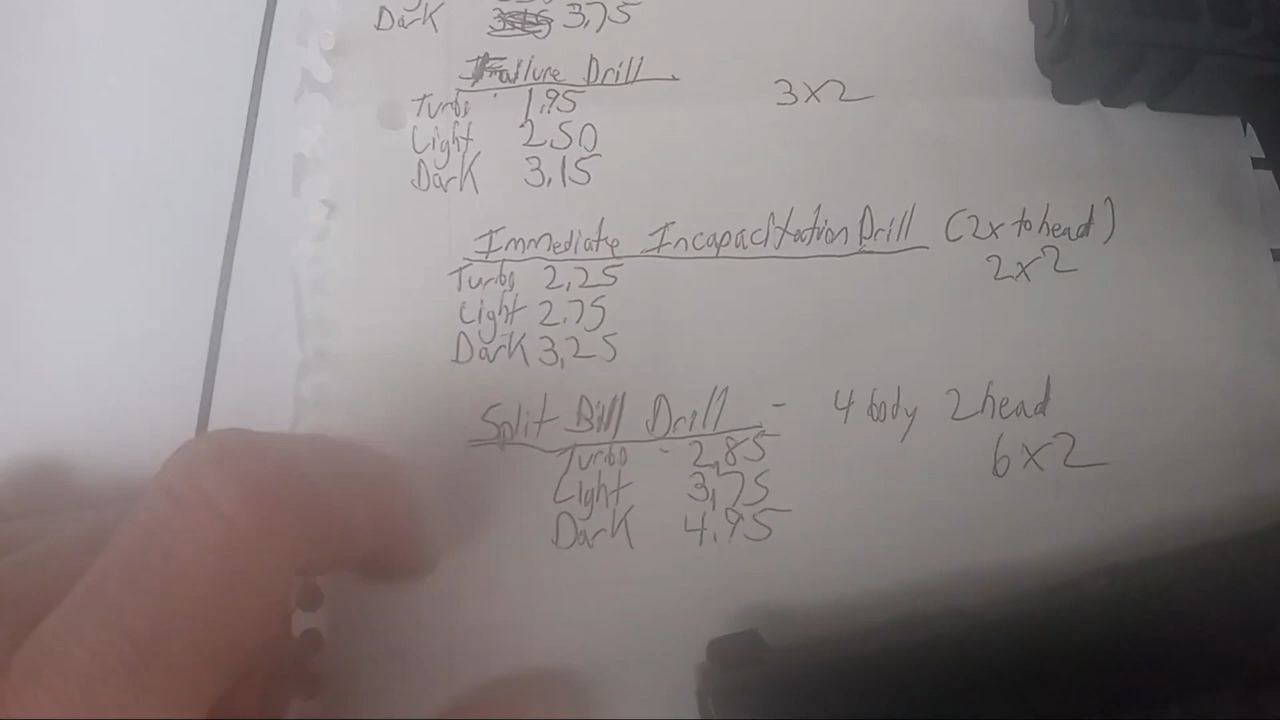 Dark 3.75
Failure Drill
Turbo 1.95 3x2
Light 2.50
Dark 3.15
Immediate Incapacitation Drill (2x to head)
Turbo 2.25 2x2
Light 2.75
Dark 3.25
Split Bill Drill - 4 body 2 head
Turbo - 2.85 6x2
Light 3.75
Dark 4.95